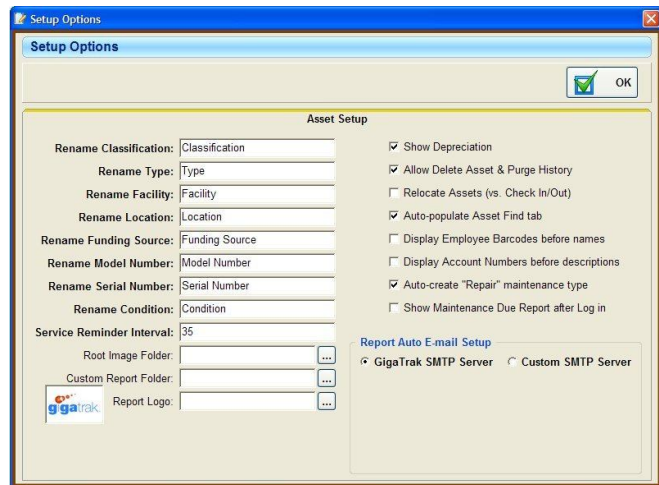 Setup Options
Setup Options
OK
Asset Setup
Rename Classification: Classification
Rename Type: Type
Rename Facility: Facility
Rename Location: Location
Rename Funding Source: Funding Source
Rename Model Number: Model Number
Rename Serial Number: Serial Number
Rename Condition: Condition
Service Reminder Interval: 35
Root Image Folder: ...
Custom Report Folder: ...
gigatrak Report Logo: ...
Show Depreciation
Allow Delete Asset & Purge History
Relocate Assets (vs. Check In/Out)
Auto-populate Asset Find tab
Display Employee Barcodes before names
Display Account Numbers before descriptions
Auto-create "Repair" maintenance type
Show Maintenance Due Report after Log in
Report Auto E-mail Setup
GigaTrak SMTP Server Custom SMTP Server